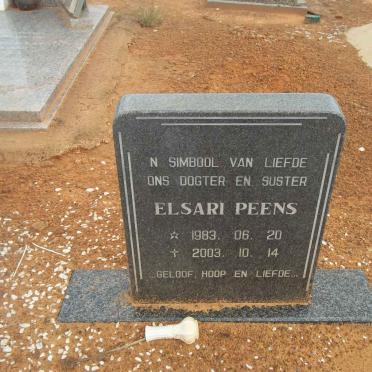 N SIMBOOL VAN LIEFDE
ONS DOGTER EN SUSTER
ELSARI PEENS
☆ 1983. 06. 20
† 2003. 10. 14
...GELOOF, HOOP EN LIEFDE...